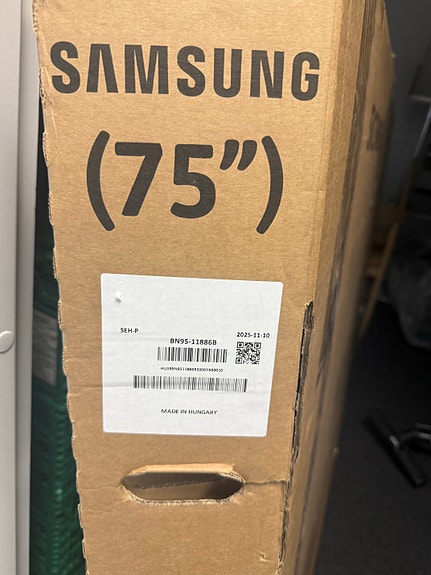 SAMSUNG
(75”)
SEH-P
2025-11-10
BN95-11886B
MADE IN HUNGARY